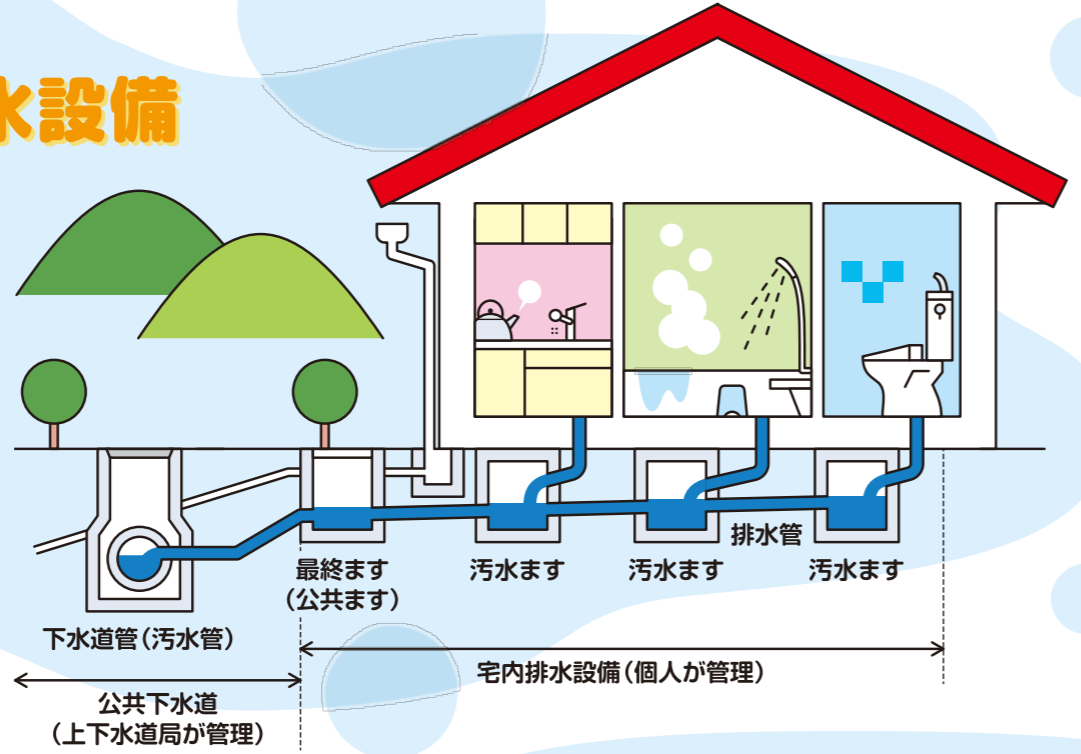 水設備
排水管
最終ます
(公共ます)
汚水ます
汚水ます
汚水ます
下水道管(汚水管)
宅内排水設備(個人が管理)
公共下水道
(上下水道局が管理)